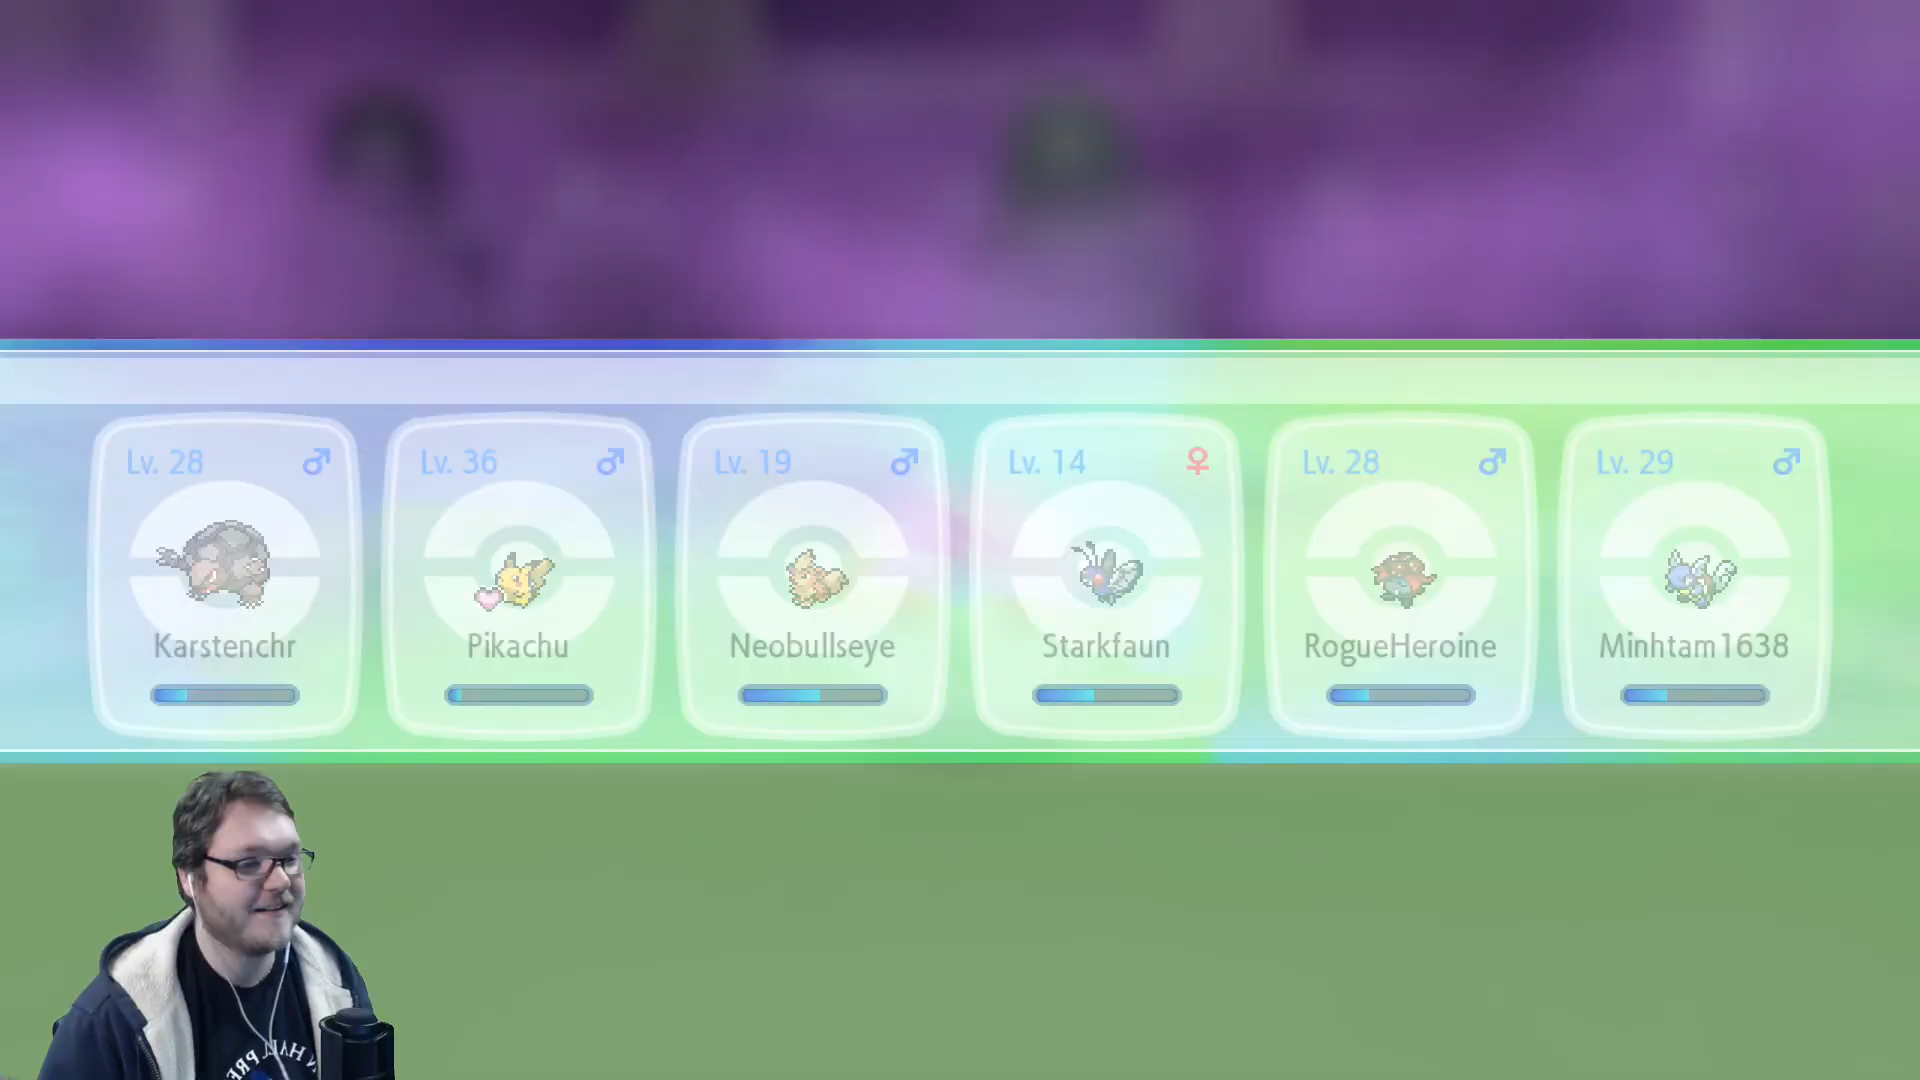 Lv. 28 ♂ Lv. 36 ♂ Lv. 19 ♂ Lv. 14 ♀ Lv. 28 ♂ Lv. 29 ♂
Karstenchr Pikachu Neobullseye Starkfaun RogueHeroine Minhtam1638